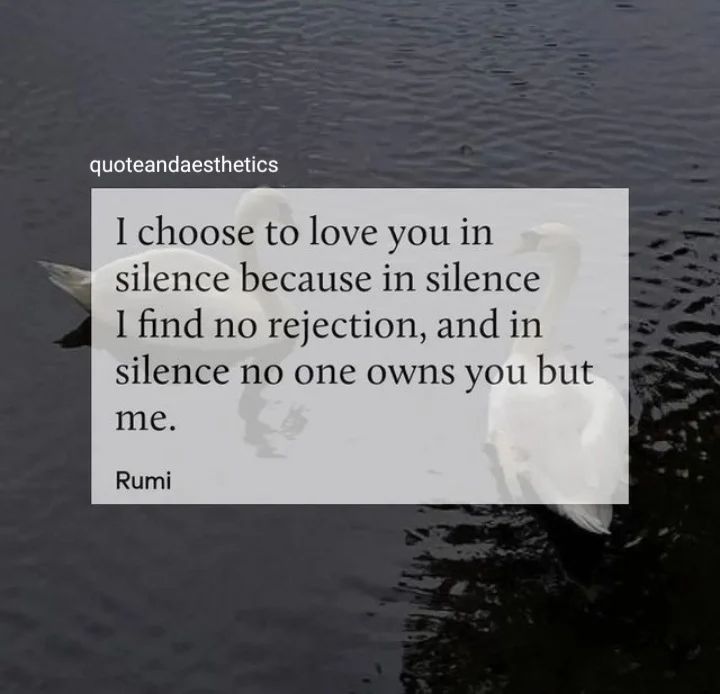 quoteandaesthetics
I choose to love you in
silence because in silence
I find no rejection, and in
silence no one owns you but
me.
Rumi